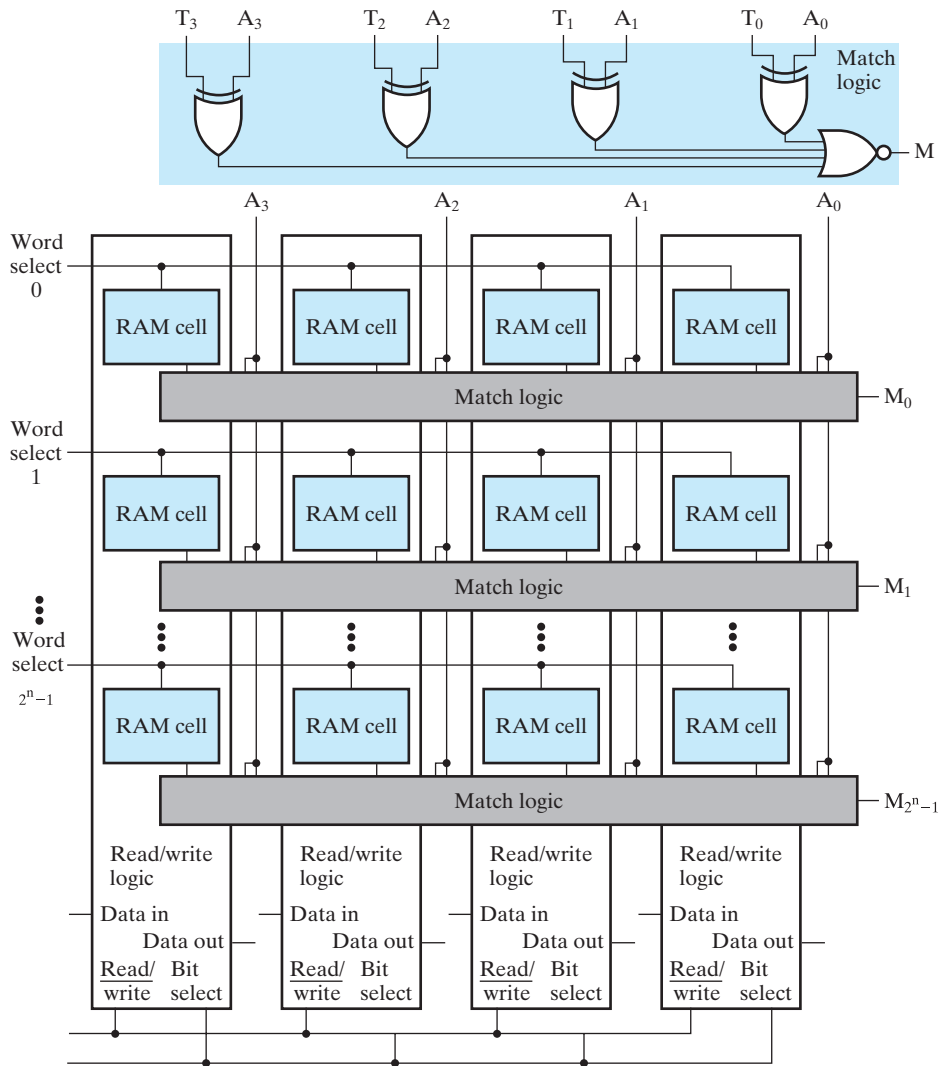 T₃ A₃ T₂ A₂ T₁ A₁ T₀ A₀
Match
logic
M
A₃ A₂ A₁ A₀
Word
select
0
RAM cell RAM cell RAM cell RAM cell
Match logic M₀
Word
select
1
RAM cell RAM cell RAM cell RAM cell
Match logic M₁
Word
select
2ⁿ−1
RAM cell RAM cell RAM cell RAM cell
Match logic M2ⁿ−1
Read/write Read/write Read/write Read/write
logic logic logic logic
Data in Data in Data in Data in
Data out Data out Data out Data out
Read/ Bit Read/ Bit Read/ Bit Read/ Bit
write select write select write select write select